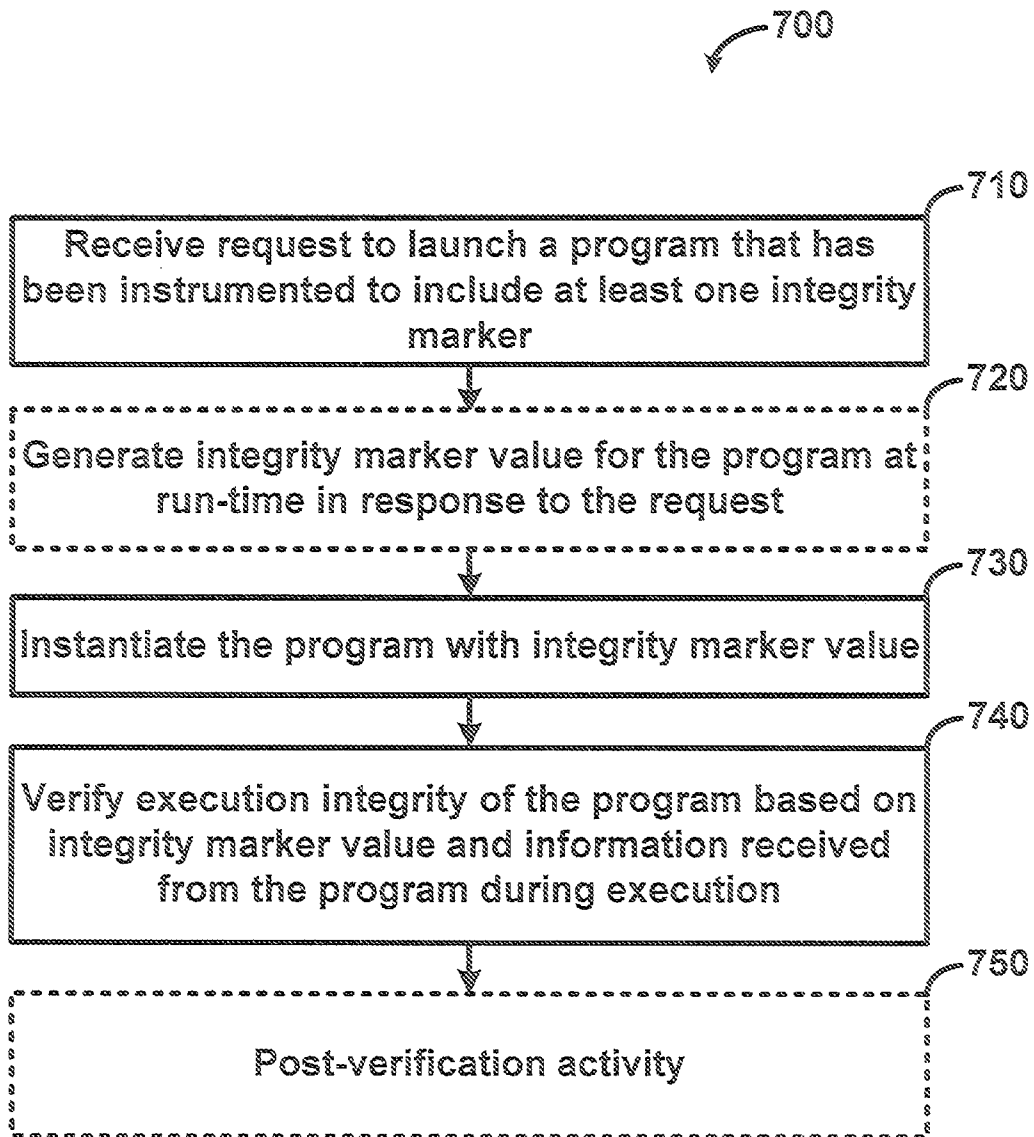 700
710
Receive request to launch a program that has
been instrumented to include at least one integrity
marker
720
Generate integrity marker value for the program at
run-time in response to the request
730
Instantiate the program with integrity marker value
740
Verify execution integrity of the program based on
integrity marker value and information received
from the program during execution
750
Post-verification activity